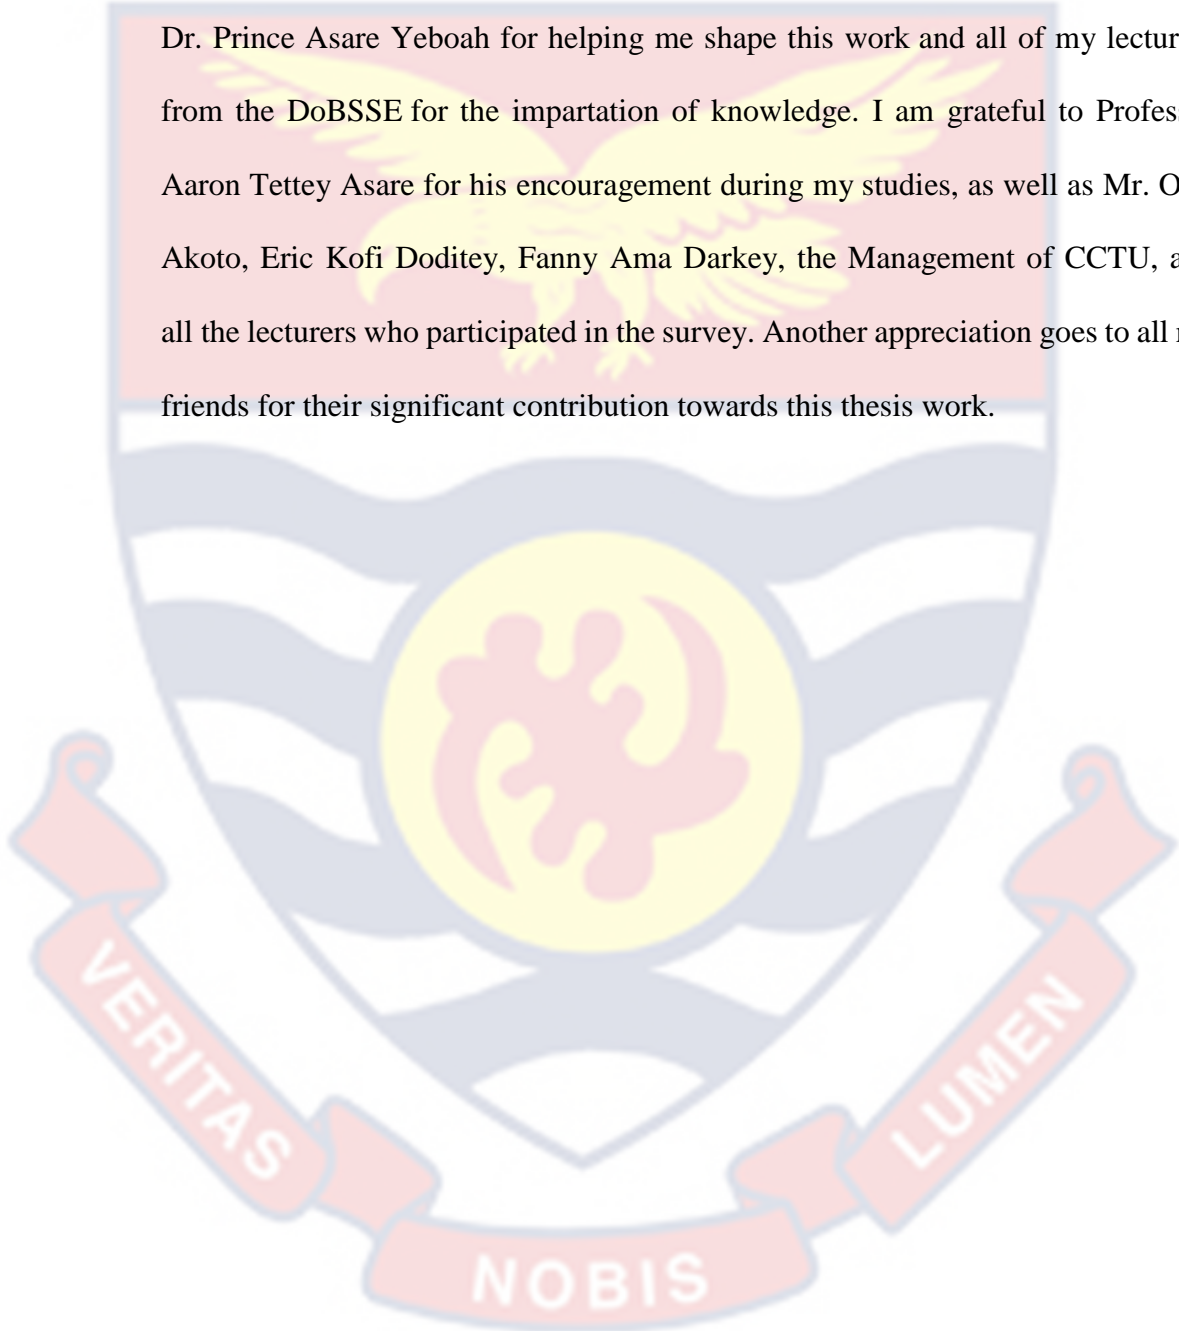 Dr. Prince Asare Yeboah for helping me shape this work and all of my lectur
from the DoBSSE for the impartation of knowledge. I am grateful to Profess
Aaron Tettey Asare for his encouragement during my studies, as well as Mr. O
Akoto, Eric Kofi Doditey, Fanny Ama Darkey, the Management of CCTU, a
all the lecturers who participated in the survey. Another appreciation goes to all
friends for their significant contribution towards this thesis work.
VERITAS
NOBIS
LUMEN